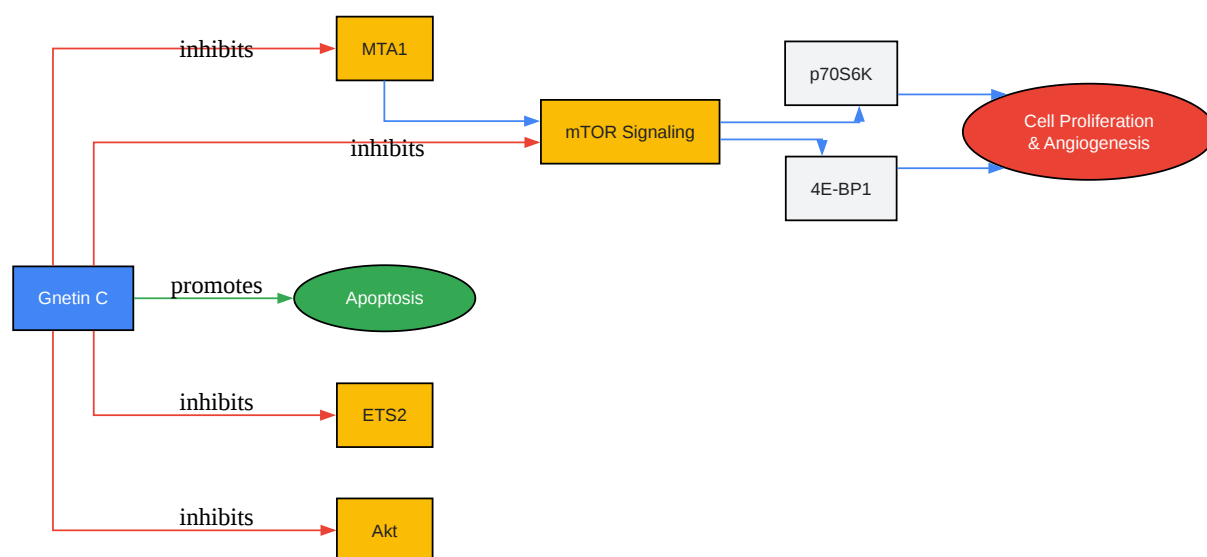 inhibits
MTA1
p70S6K
mTOR Signaling
Cell Proliferation
& Angiogenesis
inhibits
4E-BP1
Gnetin C
promotes
Apoptosis
inhibits
ETS2
inhibits
Akt